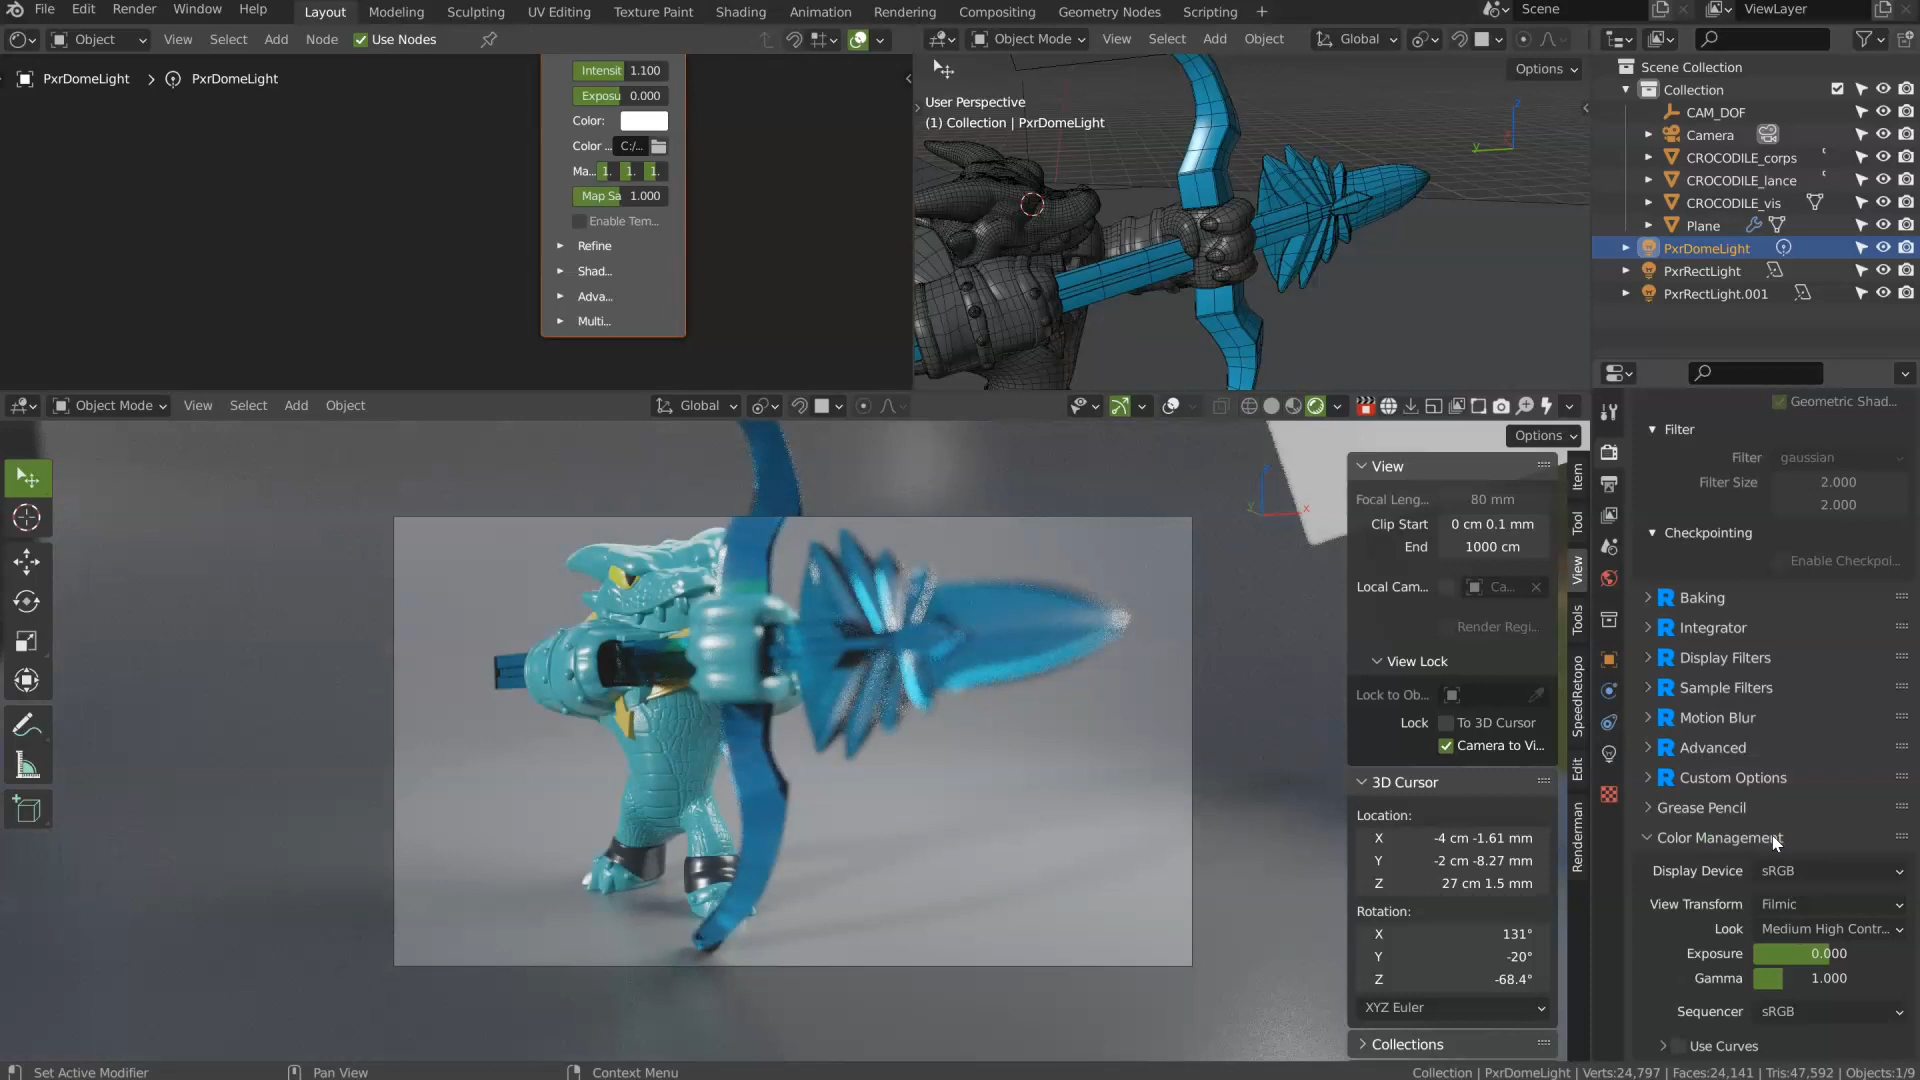 File Edit Render Window Help Layout Modeling Sculpting UV Editing Texture Paint Shading Animation Rendering Compositing Geometry Nodes Scripting + Scene ViewLayer
Object View Select Add Node Use Nodes
Object Mode View Select Add Object Global
PxrDomeLight > PxrDomeLight
Intensit 1.100
Exposu 0.000
Color:
Color ... C:/...
Ma... 1. 1. 1.
Map Sa 1.000
Enable Tem...
Refine
Shad...
Adva...
Multi...
Options
User Perspective
(1) Collection | PxrDomeLight
Scene Collection
Collection
CAM_DOF
Camera
CROCODILE_corps
CROCODILE_lance
CROCODILE_vis
Plane
PxrDomeLight
PxrRectLight
PxrRectLight.001
Object Mode View Select Add Object Global
Options
View
Focal Leng... 80 mm
Clip Start 0 cm 0.1 mm
End 1000 cm
Local Cam... Ca...
Render Regi...
View Lock
Lock to Ob...
Lock To 3D Cursor
Camera to Vi...
3D Cursor
Location:
X -4 cm -1.61 mm
Y -2 cm -8.27 mm
Z 27 cm 1.5 mm
Rotation:
X 131°
Y -20°
Z -68.4°
XYZ Euler
Collections
Item
Tool
View
Tools
SpeedRetopo
Edit
Renderman
Geometric Shad...
Filter
Filter gaussian
Filter Size 2.000
2.000
Checkpointing
Enable Checkpoi...
Baking
Integrator
Display Filters
Sample Filters
Motion Blur
Advanced
Custom Options
Grease Pencil
Color Management
Display Device sRGB
View Transform Filmic
Look Medium High Contr...
Exposure 0.000
Gamma 1.000
Sequencer sRGB
Use Curves
Set Active Modifier Pan View Context Menu Collection | PxrDomeLight | Verts:24,797 | Faces:24,141 | Tris:47,592 | Objects:1/9